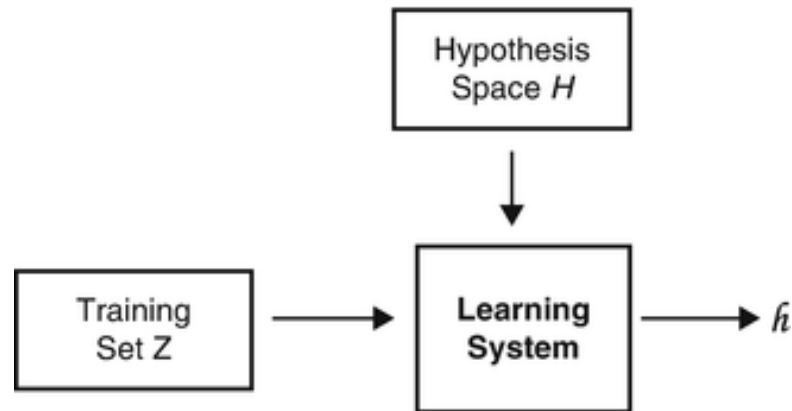 Hypothesis
Space H
Training
Set Z
Learning
System
h